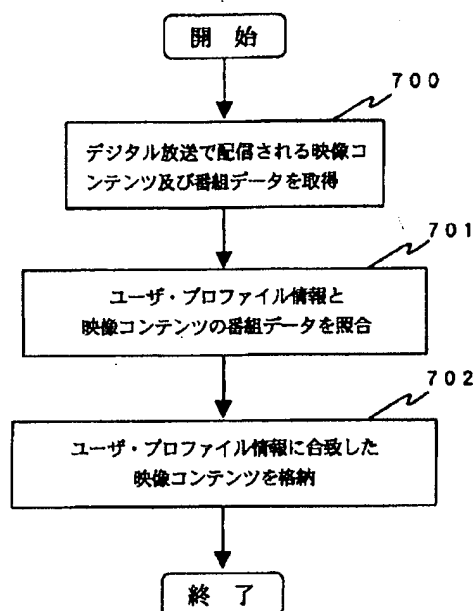 開 始
700
デジタル放送で配信される映像コ
ンテンツ及び番組データを取得
701
ユーザ・プロファイル情報と
映像コンテンツの番組データを照合
702
ユーザ・プロファイル情報に合致した
映像コンテンツを格納
終 了